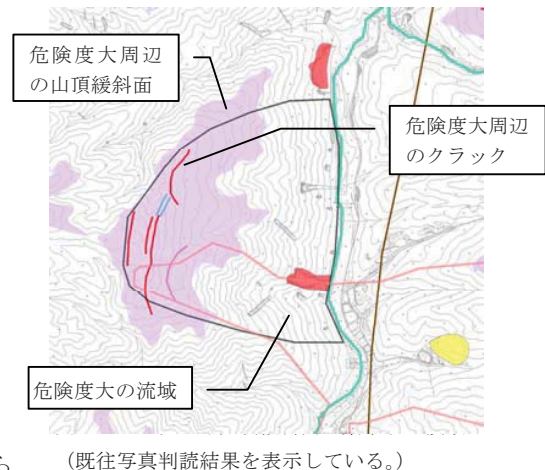 危険度大周辺
の山頂緩斜面
危険度大周辺
のクラック
危険度大の流域
ら
(既往写真判読結果を表示している。)